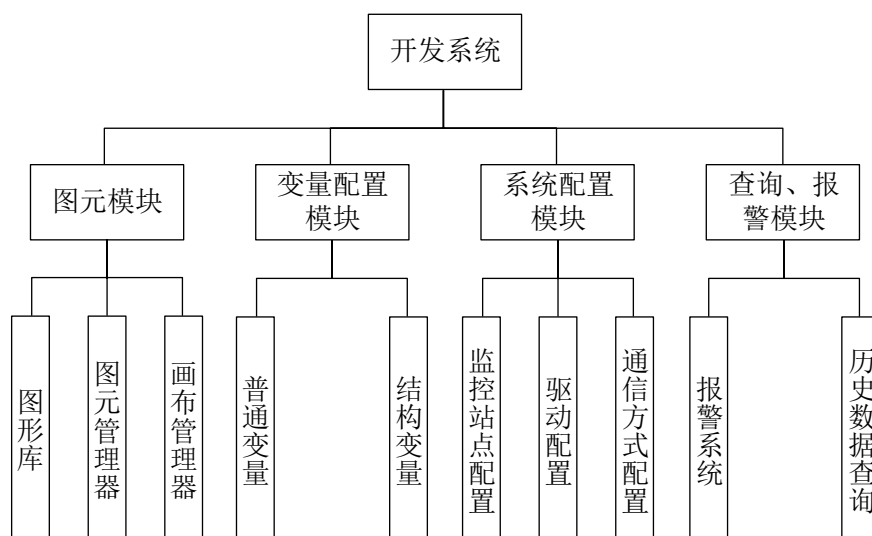 开发系统
图元模块
变量配置
模块
系统配置
模块
查询、报
警模块
图形库
图元管理器
画布管理器
普通变量
结构变量
监控站点配置
驱动配置
通信方式配置
报警系统
历史数据查询